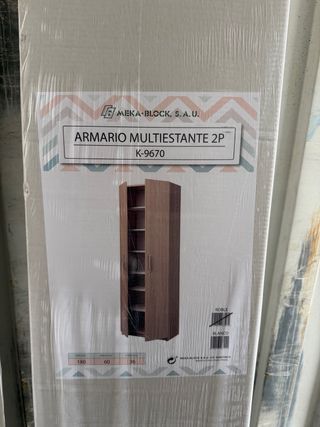 MEKA-BLOCK, S.A.U.
ARMARIO MULTIESTANTE 2P
K-9670
ROBLE
BLANCO
180 60 36